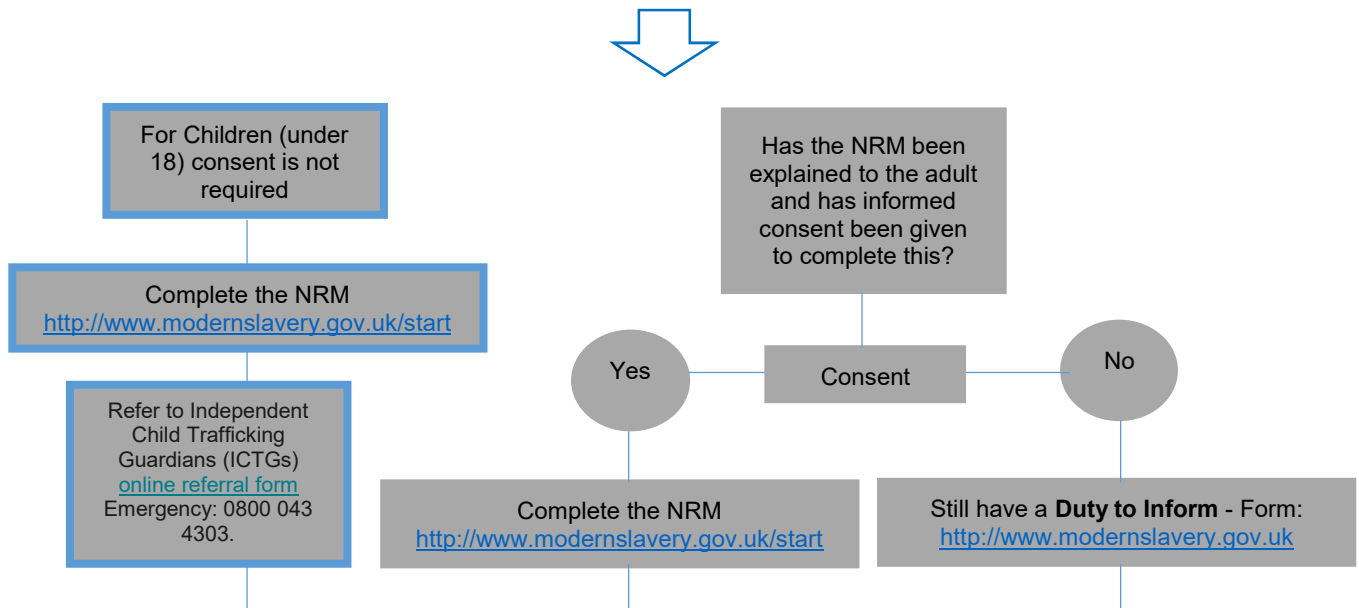 For Children (under
18) consent is not
required
Complete the NRM
http://www.modernslavery.gov.uk/start
Refer to Independent
Child Trafficking
Guardians (ICTGs)
online referral form
Emergency: 0800 043
4303.
Has the NRM been
explained to the adult
and has informed
consent been given
to complete this?
Yes
Consent
No
Complete the NRM
http://www.modernslavery.gov.uk/start
Still have a Duty to Inform - Form:
http://www.modernslavery.gov.uk